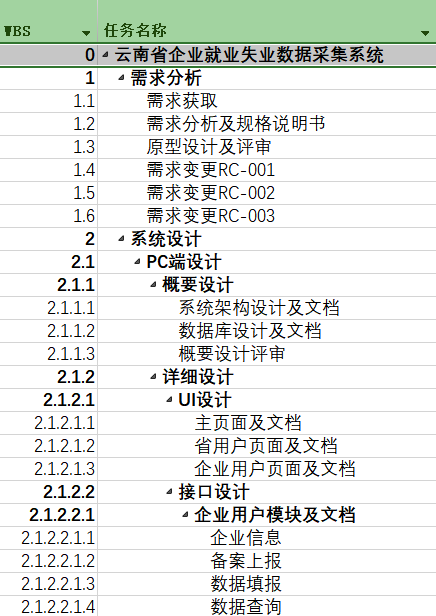 WBS 任务名称
0 云南省企业就业失业数据采集系统
1 需求分析
1.1 需求获取
1.2 需求分析及规格说明书
1.3 原型设计及评审
1.4 需求变更RC-001
1.5 需求变更RC-002
1.6 需求变更RC-003
2 系统设计
2.1 PC端设计
2.1.1 概要设计
2.1.1.1 系统架构设计及文档
2.1.1.2 数据库设计及文档
2.1.1.3 概要设计评审
2.1.2 详细设计
2.1.2.1 UI设计
2.1.2.1.1 主页面及文档
2.1.2.1.2 省用户页面及文档
2.1.2.1.3 企业用户页面及文档
2.1.2.2 接口设计
2.1.2.2.1 企业用户模块及文档
2.1.2.2.1.1 企业信息
2.1.2.2.1.2 备案上报
2.1.2.2.1.3 数据填报
2.1.2.2.1.4 数据查询